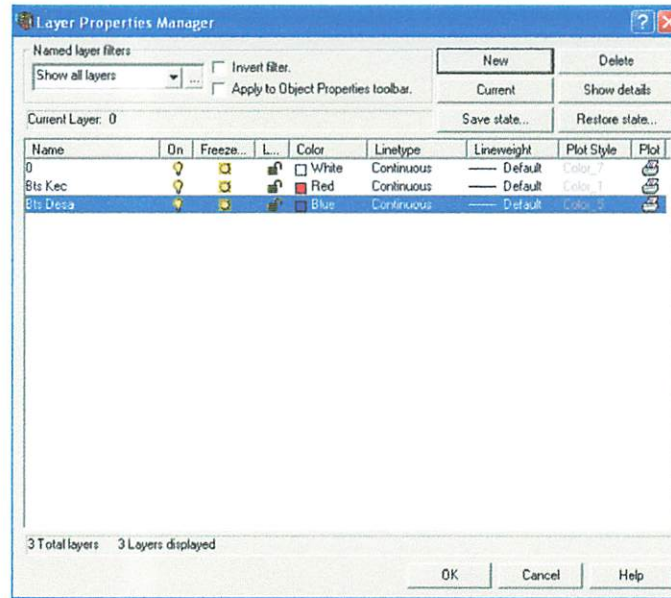 Layer Properties Manager
Named layer filters
Show all layers
...
Invert filter.
Apply to Object Properties toolbar.
New
Delete
Current
Show details
Current Layer: 0
Save state...
Restore state...
Name On Freeze... L... Color Linetype Lineweight Plot Style Plot
0 White Continuous Default Color_7
Bts Kec Red Continuous Default Color_1
Bts Desa Blue Continuous Default Color_5
3 Total layers 3 Layers displayed
OK Cancel Help